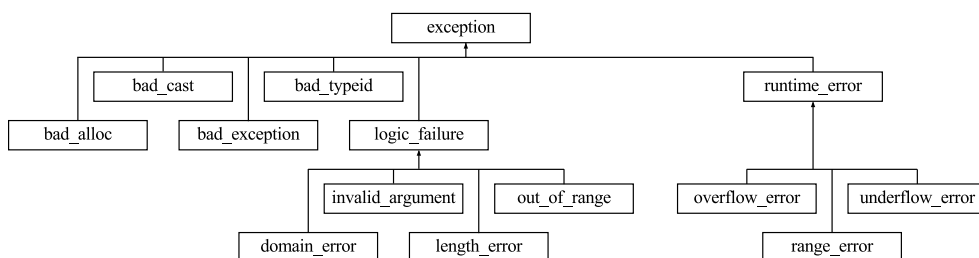 exception
bad_cast
bad_typeid
runtime_error
bad_alloc
bad_exception
logic_failure
invalid_argument
out_of_range
overflow_error
underflow_error
domain_error
length_error
range_error